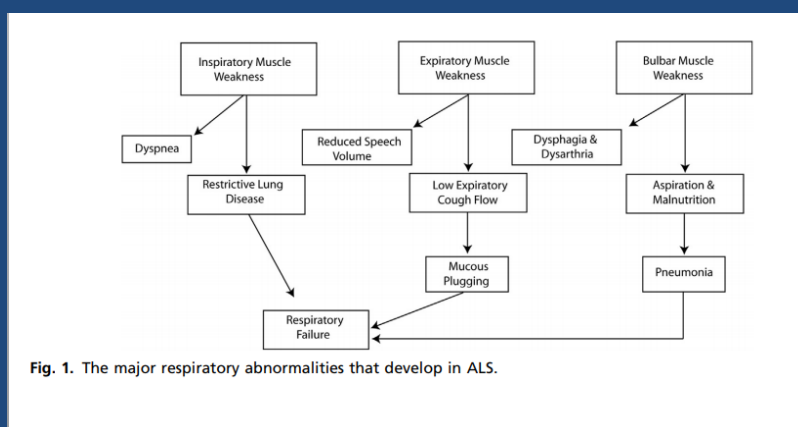 Inspiratory Muscle
Weakness
Expiratory Muscle
Weakness
Bulbar Muscle
Weakness
Dyspnea
Reduced Speech
Volume
Dysphagia &
Dysarthria
Restrictive Lung
Disease
Low Expiratory
Cough Flow
Aspiration &
Malnutrition
Mucous
Plugging
Pneumonia
Respiratory
Failure
Fig. 1. The major respiratory abnormalities that develop in ALS.